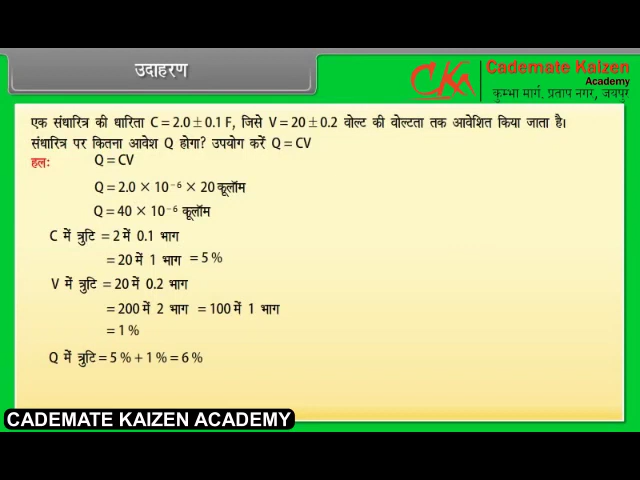 उदाहरण
CKA
Cademate Kaizen
Academy
कुम्भा मार्ग. प्रताप नगर, जयपुर
एक संधारित्र की धारिता C = 2.0 ± 0.1 F, जिसे V = 20 ± 0.2 वोल्ट की वोल्टता तक आवेशित किया जाता है।
संधारित्र पर कितना आवेश Q होगा? उपयोग करें Q = CV
हलः Q = CV
Q = 2.0 × 10⁻⁶ × 20 कूलॉम
Q = 40 × 10⁻⁶ कूलॉम
C में त्रुटि = 2 में 0.1 भाग
= 20 में 1 भाग = 5 %
V में त्रुटि = 20 में 0.2 भाग
= 200 में 2 भाग = 100 में 1 भाग
= 1 %
Q में त्रुटि = 5 % + 1 % = 6 %
CADEMATE KAIZEN ACADEMY